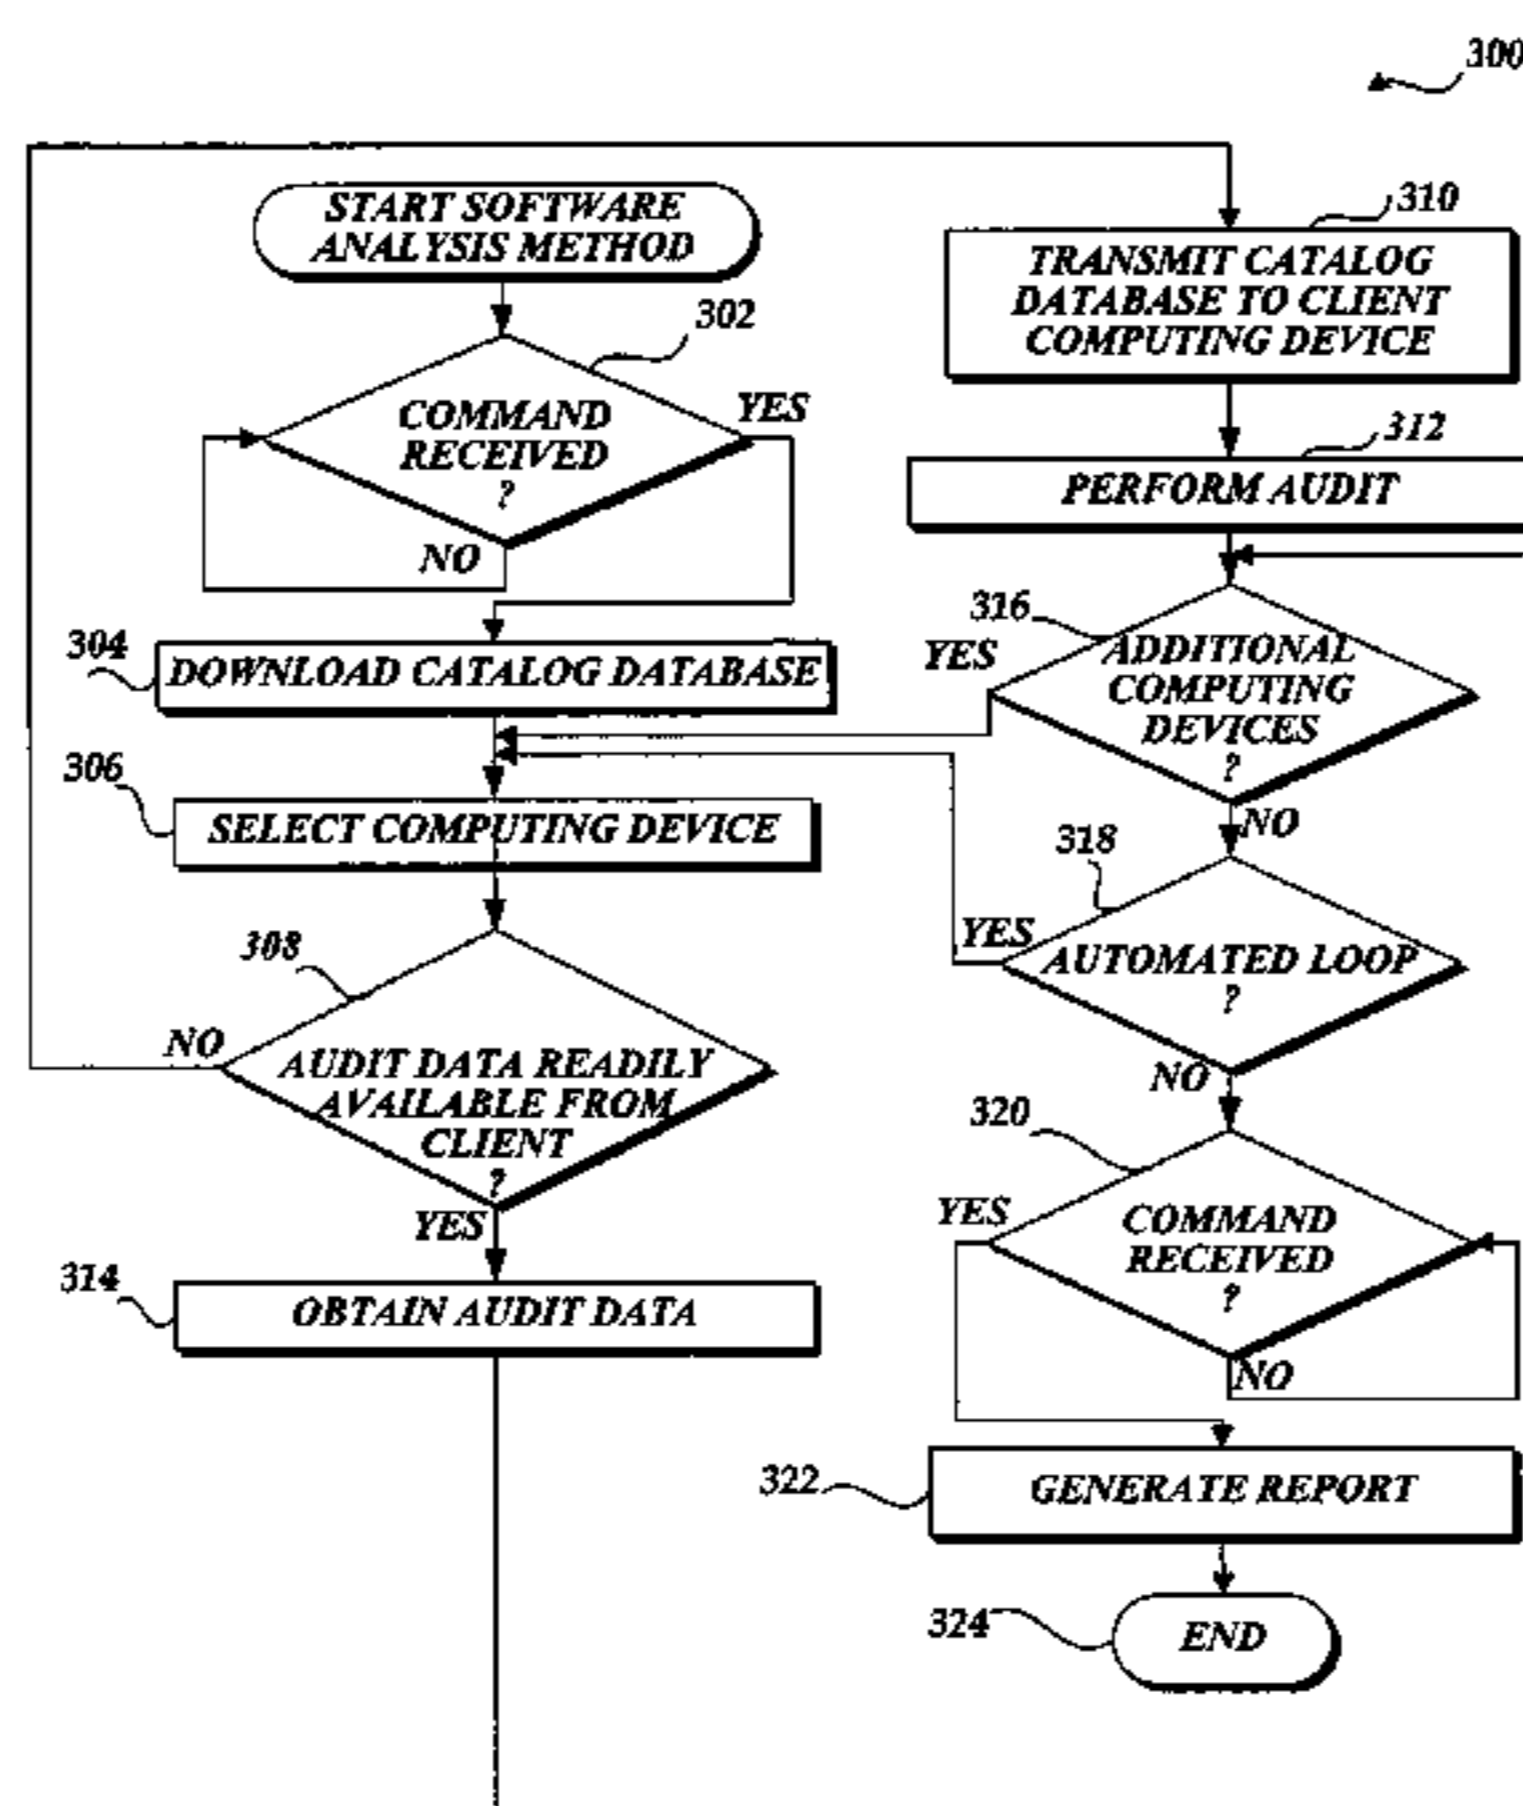 300
START SOFTWARE
ANALYSIS METHOD
302
COMMAND
RECEIVED
?
YES
NO
304
DOWNLOAD CATALOG DATABASE
306
SELECT COMPUTING DEVICE
308
NO
AUDIT DATA READILY
AVAILABLE FROM
CLIENT
?
YES
314
OBTAIN AUDIT DATA
310
TRANSMIT CATALOG
DATABASE TO CLIENT
COMPUTING DEVICE
312
PERFORM AUDIT
316
YES
ADDITIONAL
COMPUTING
DEVICES
?
NO
318
YES
AUTOMATED LOOP
?
NO
320
YES
COMMAND
RECEIVED
?
NO
322
GENERATE REPORT
324
END